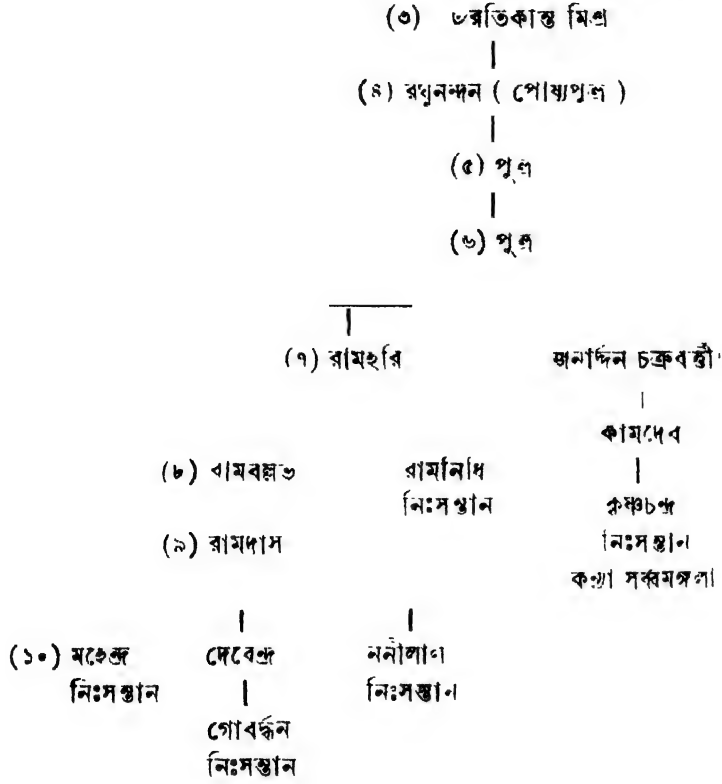 (৩) ৺রতিকান্ত মিশ্র
(৪) রঘুনন্দন ( পোষ্যপুত্র )
(৫) পুত্র
(৬) পুত্র
(৭) রামহরি জনার্দ্দন চক্রবর্ত্তী
কামদেব
(৮) রামবল্লভ রামনিধি
নিঃসন্তান কৃষ্ণচন্দ্র
(৯) রামদাস নিঃসন্তান
কন্যা সর্ব্বমঙ্গলা
(১০) মহেন্দ্র দেবেন্দ্র ননীলাল
নিঃসন্তান নিঃসন্তান
গোবর্দ্ধন
নিঃসন্তান